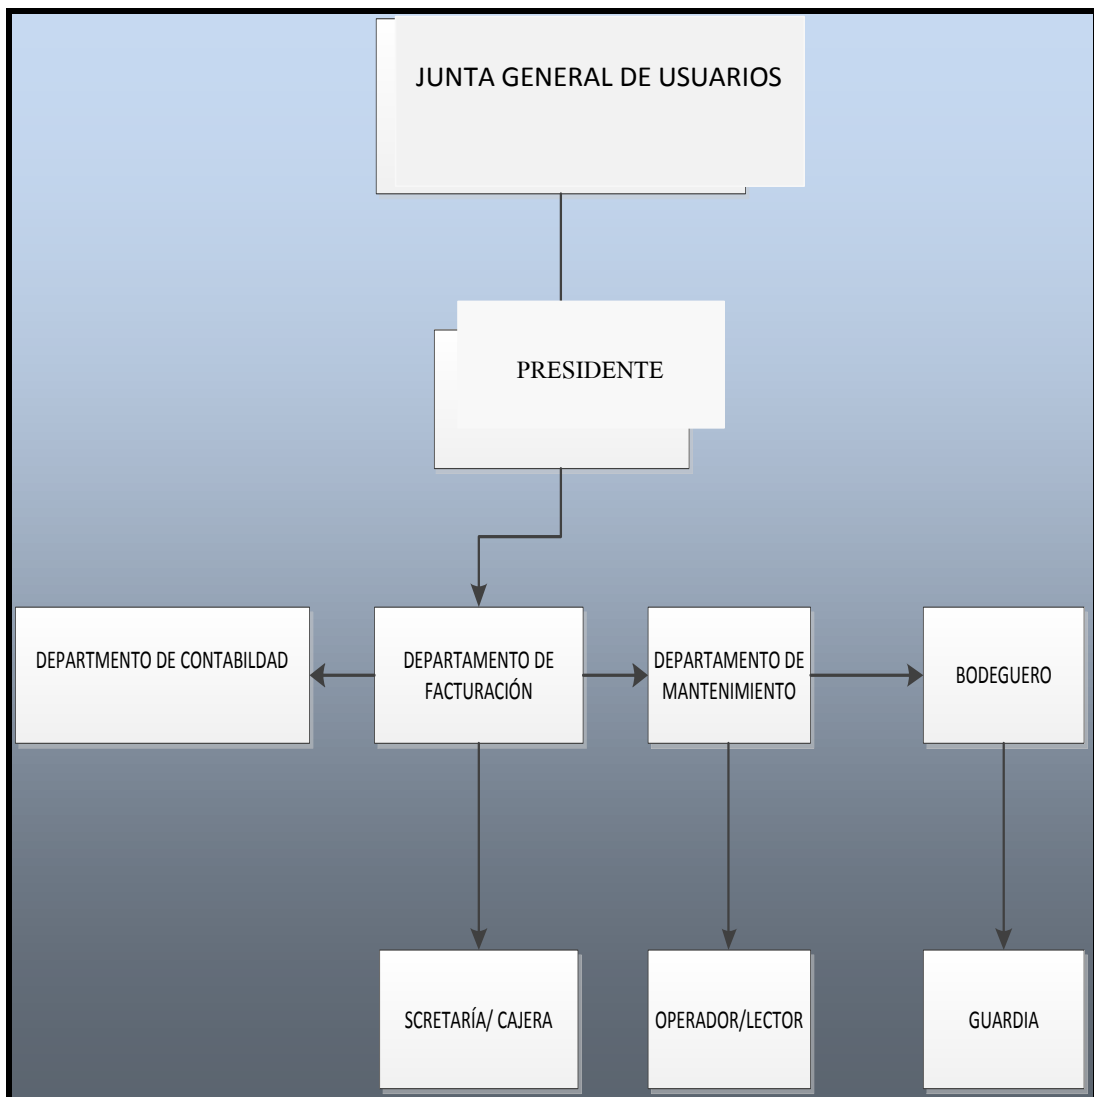 JUNTA GENERAL DE USUARIOS
PRESIDENTE
DEPARTMENTO DE CONTABILDAD
DEPARTAMENTO DE
FACTURACIÓN
DEPARTAMENTO DE
MANTENIMIENTO
BODEGUERO
SCRETARÍA/ CAJERA
OPERADOR/LECTOR
GUARDIA